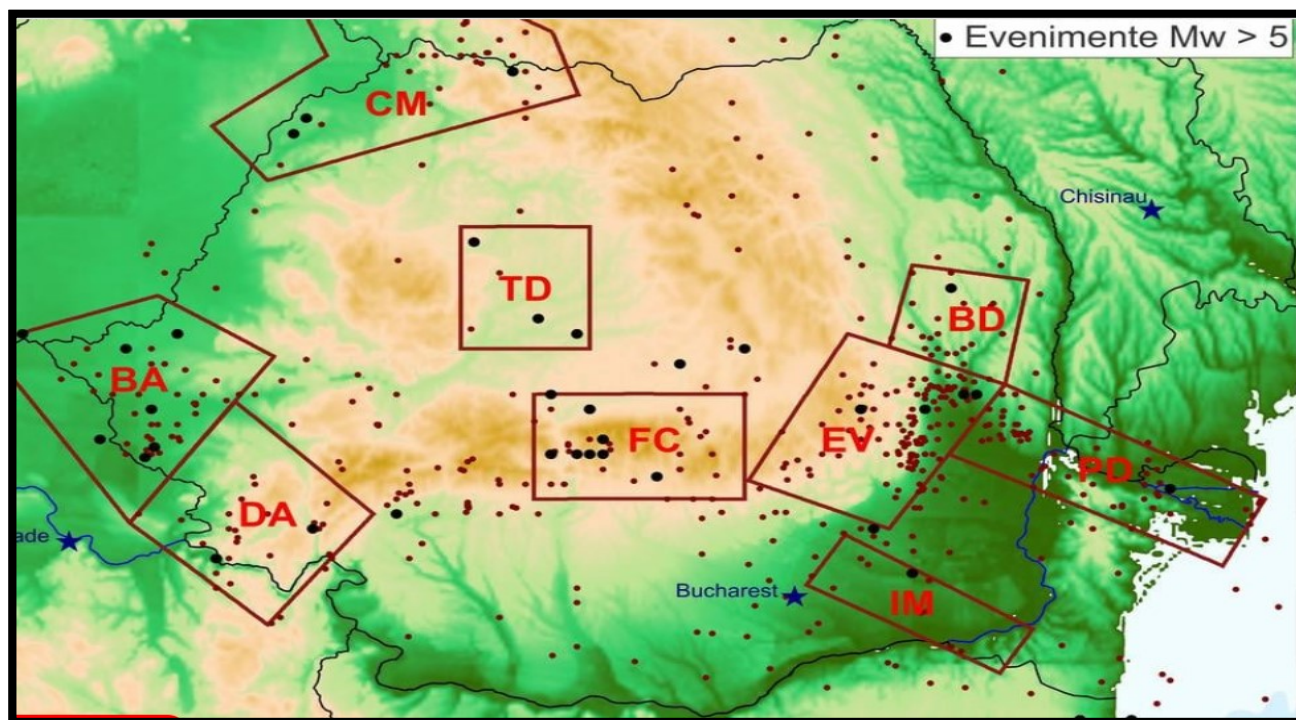 • Evenimente Mw > 5
CM
Chisinau
TD
BD
BA
FC
EV
PD
DA
ade
Bucharest
IM